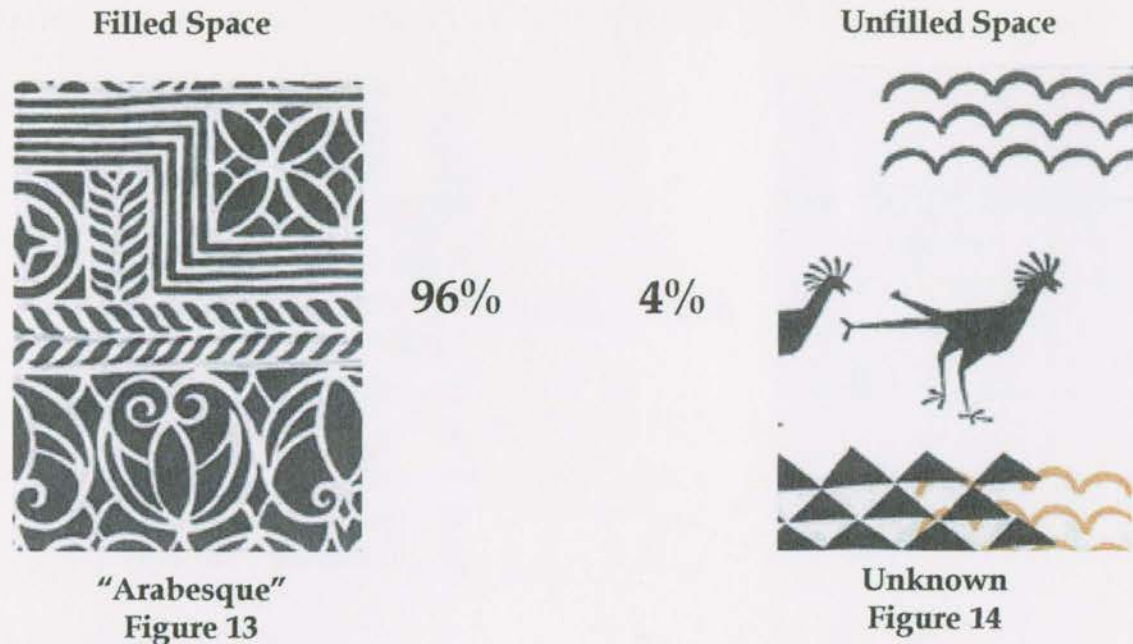 Filled Space
Unfilled Space
96%
4%
"Arabesque"
Figure 13
Unknown
Figure 14